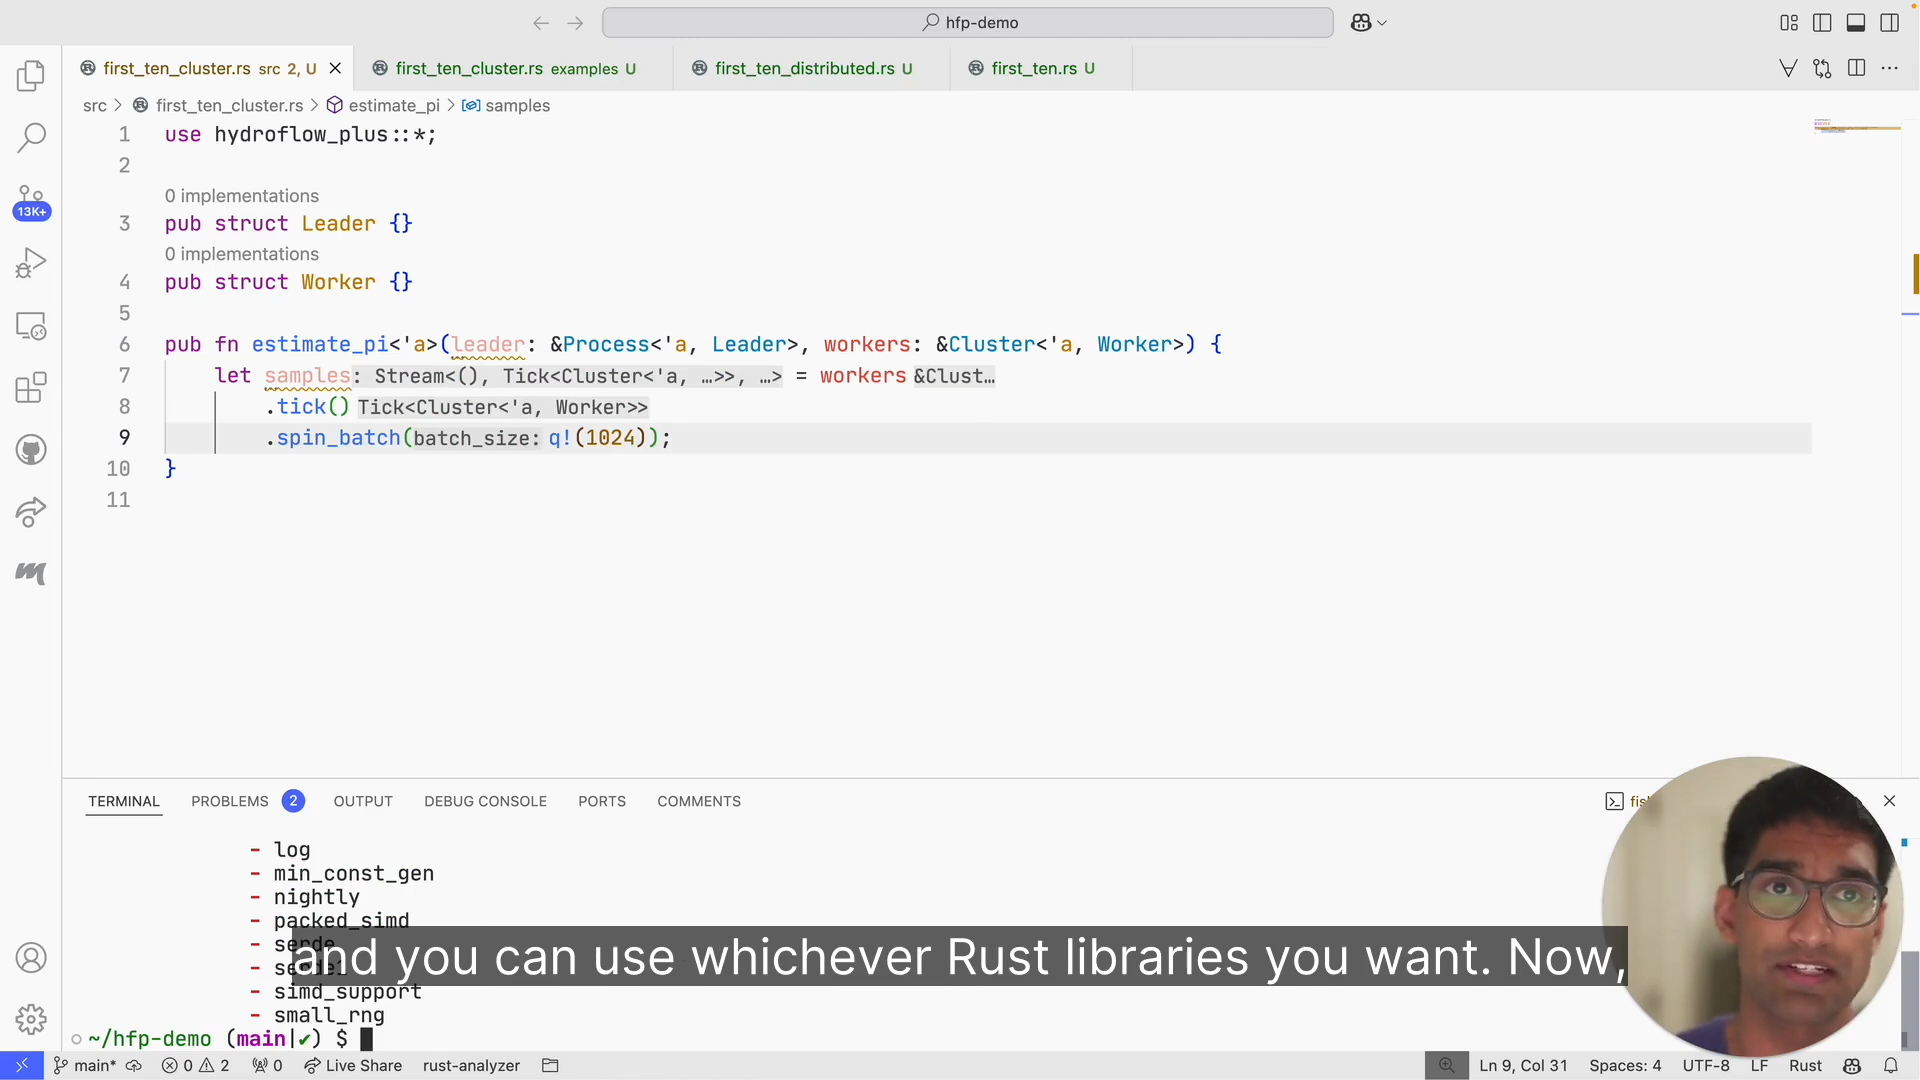 hfp-demo
first_ten_cluster.rs src 2, U
first_ten_cluster.rs examples U
first_ten_distributed.rs U
first_ten.rs U
src > first_ten_cluster.rs > estimate_pi > samples
13K+
1 use hydroflow_plus::*;
2
0 implementations
3 pub struct Leader {}
0 implementations
4 pub struct Worker {}
5
6 pub fn estimate_pi<'a>(leader: &Process<'a, Leader>, workers: &Cluster<'a, Worker>) {
7 let samples: Stream<(), Tick<Cluster<'a, …>>, …> = workers &Clust…
8 .tick() Tick<Cluster<'a, Worker>>
9 .spin_batch(batch_size: q!(1024));
10 }
11
TERMINAL PROBLEMS 2 OUTPUT DEBUG CONSOLE PORTS COMMENTS
- log
- min_const_gen
- nightly
- packed_simd
- serde
- serde1
- simd_support
- small_rng
and you can use whichever Rust libraries you want. Now,
~/hfp-demo (main|✔) $
main* 0 2 0 Live Share rust-analyzer Ln 9, Col 31 Spaces: 4 UTF-8 LF Rust